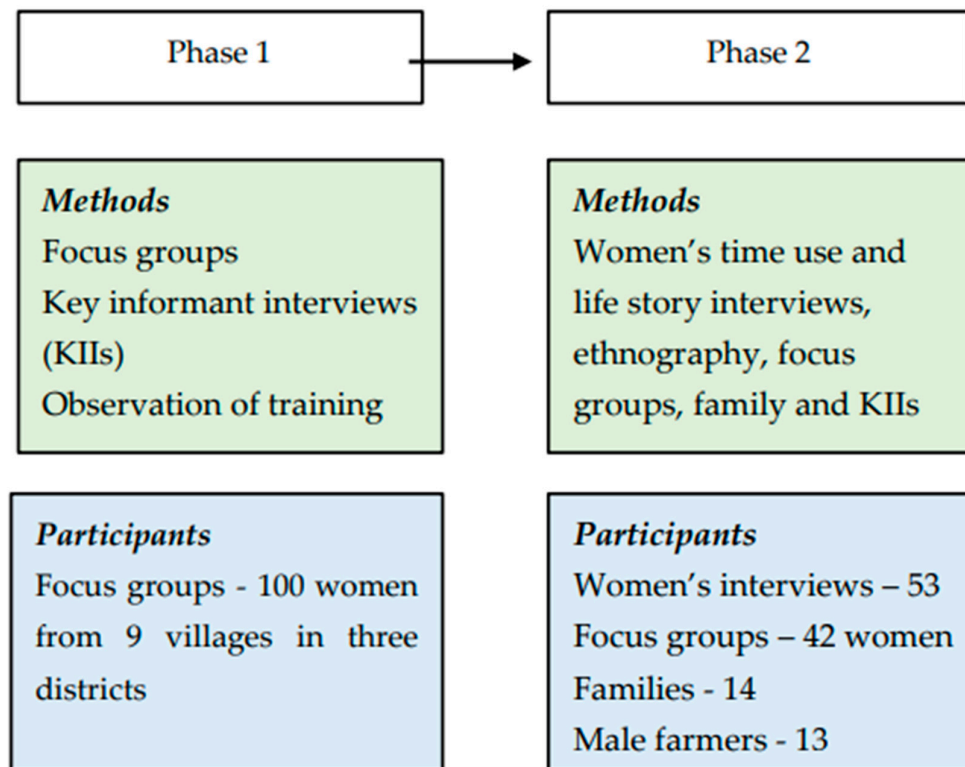 Phase 1
Phase 2
Methods
Focus groups
Key informant interviews
(KIIs)
Observation of training
Methods
Women’s time use and
life story interviews,
ethnography, focus
groups, family and KIIs
Participants
Focus groups - 100 women
from 9 villages in three
districts
Participants
Women’s interviews – 53
Focus groups – 42 women
Families - 14
Male farmers - 13